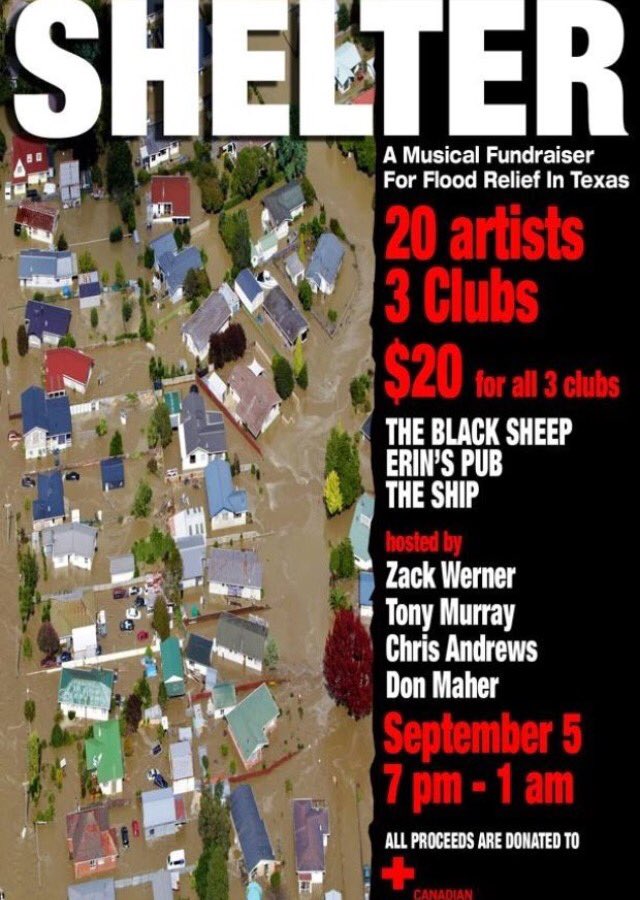 SHELTER
A Musical Fundraiser
For Flood Relief In Texas
20 artists
3 Clubs
$20 for all 3 clubs
THE BLACK SHEEP
ERIN'S PUB
THE SHIP
hosted by
Zack Werner
Tony Murray
Chris Andrews
Don Maher
September 5
7 pm - 1 am
ALL PROCEEDS ARE DONATED TO
CANADIAN